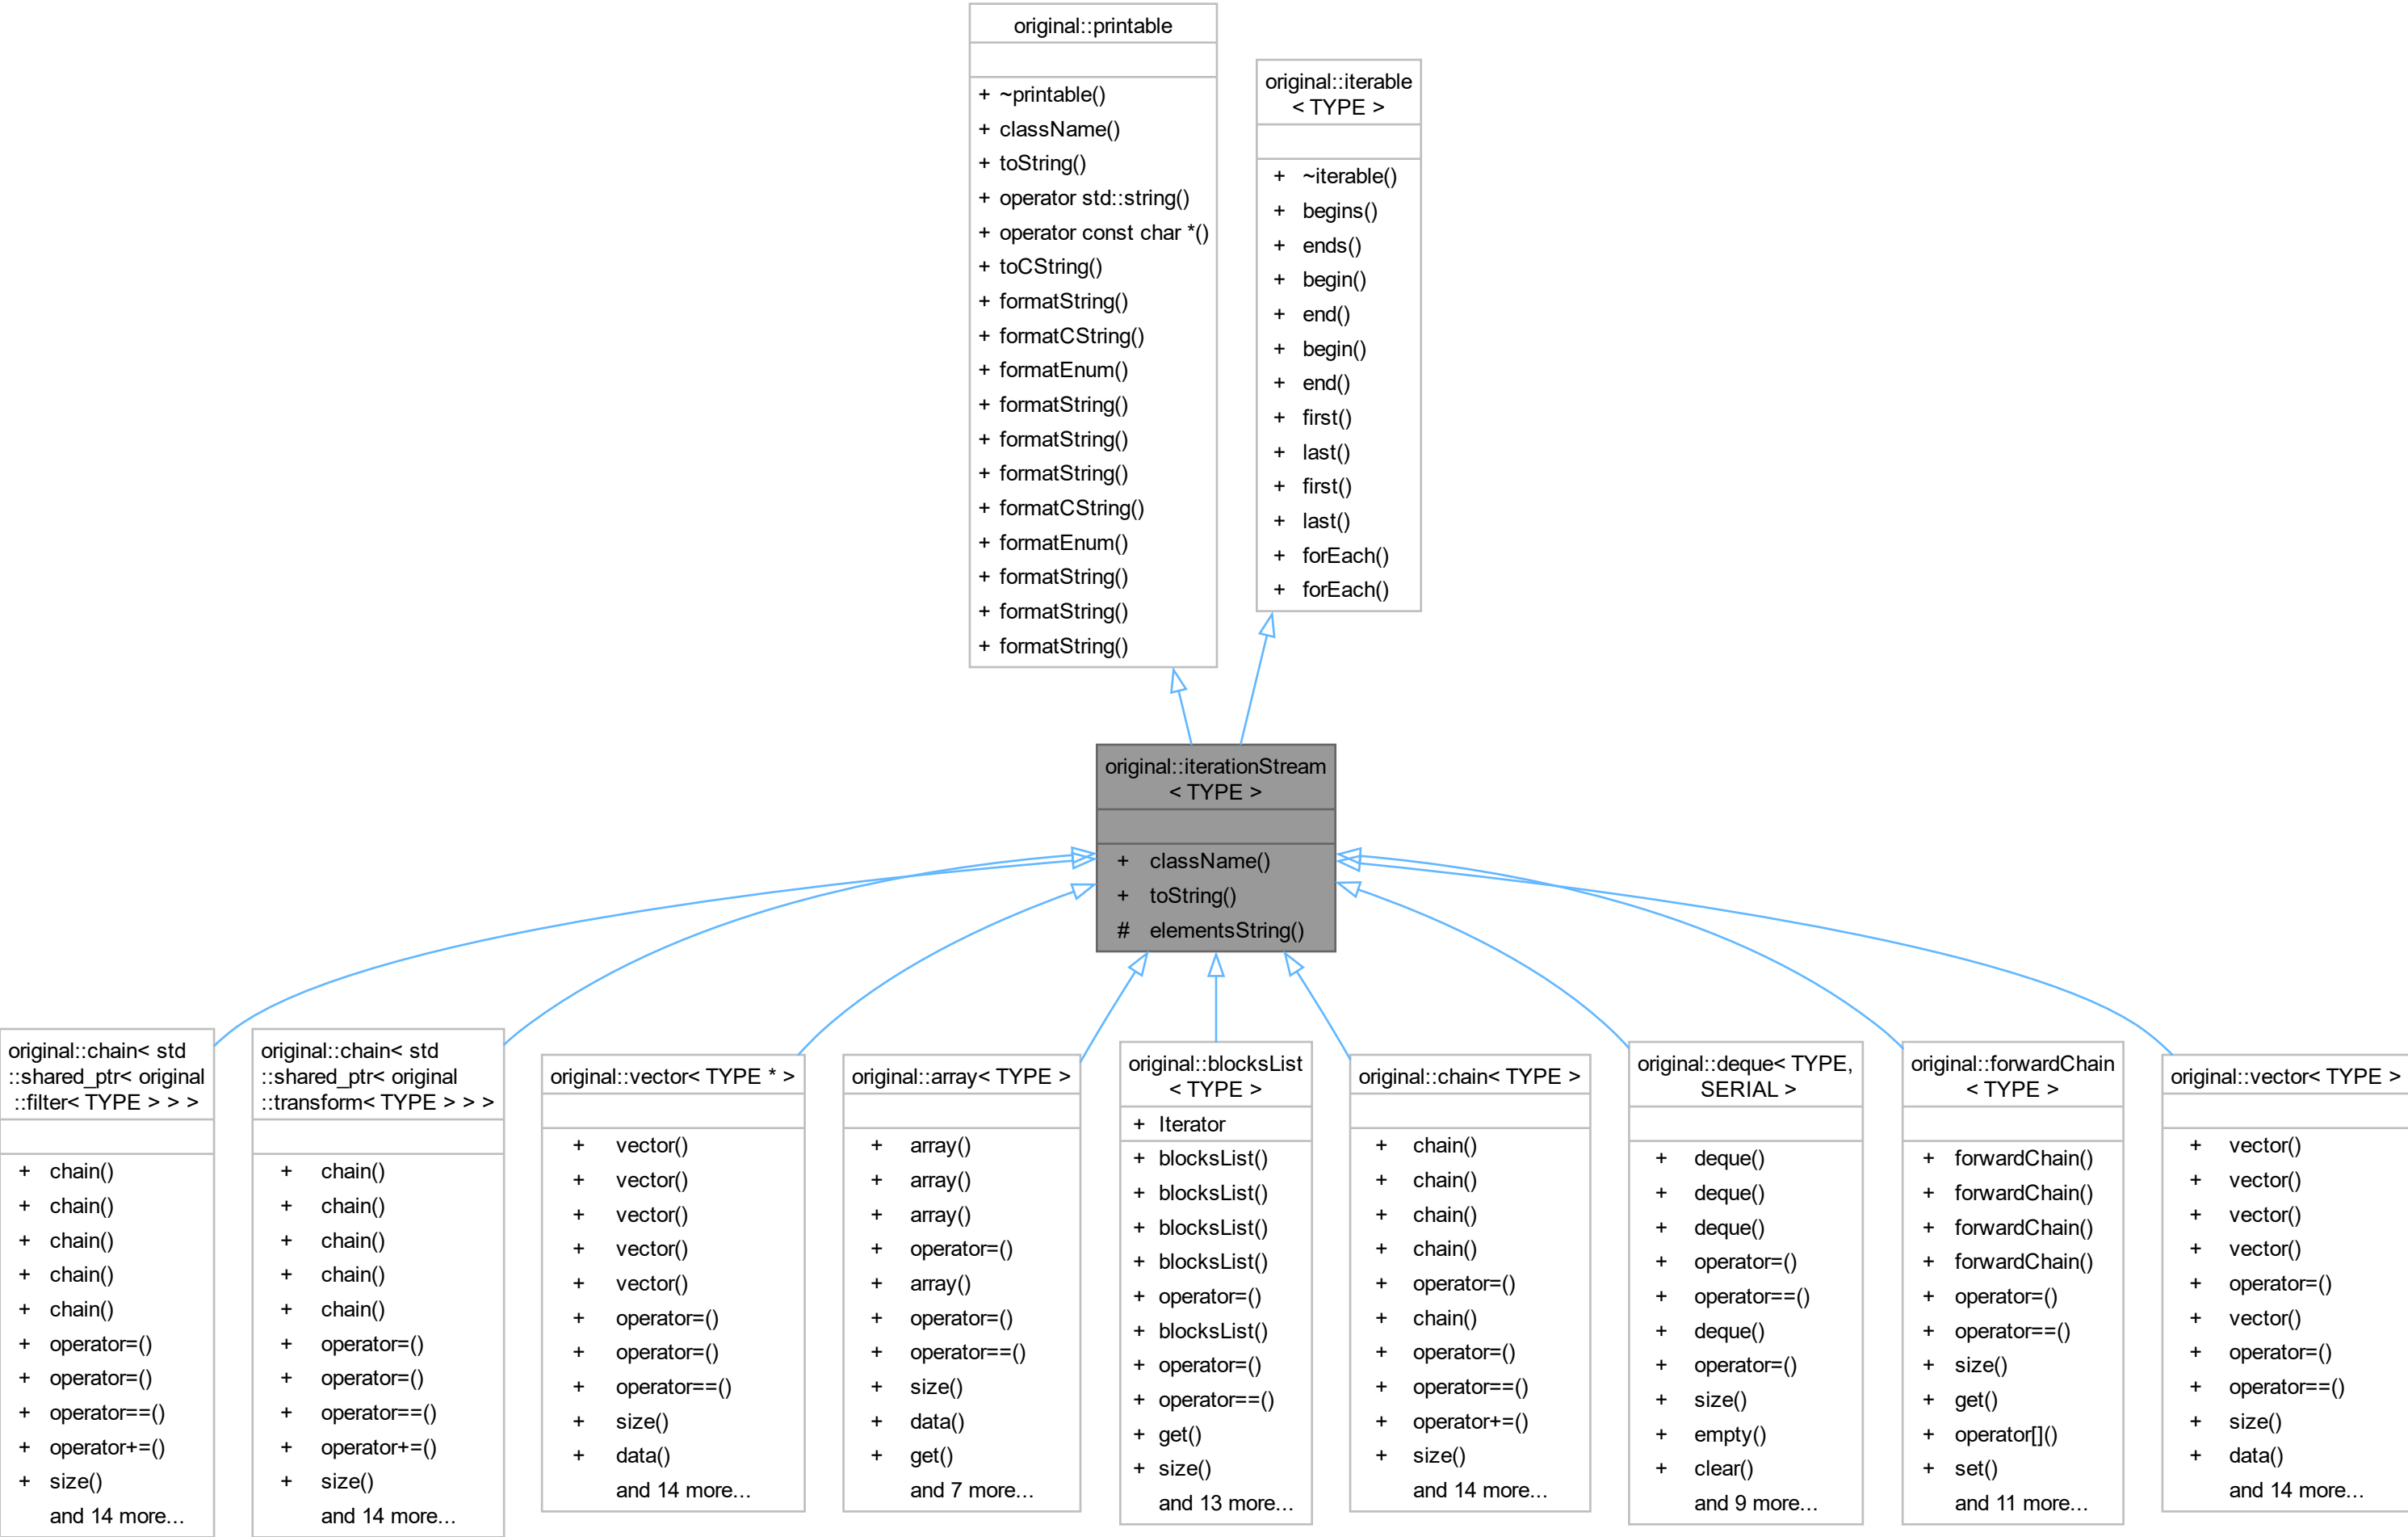 original::printable
+ ~printable()
+ className()
+ toString()
+ operator std::string()
+ operator const char *()
+ toCString()
+ formatString()
+ formatCString()
+ formatEnum()
+ formatString()
+ formatString()
+ formatString()
+ formatCString()
+ formatEnum()
+ formatString()
+ formatString()
+ formatString()
original::iterable
< TYPE >
+ ~iterable()
+ begins()
+ ends()
+ begin()
+ end()
+ begin()
+ end()
+ first()
+ last()
+ first()
+ last()
+ forEach()
+ forEach()
original::iterationStream
< TYPE >
+ className()
+ toString()
# elementsString()
original::chain< std
::shared_ptr< original
::filter< TYPE > > >
+ chain()
+ chain()
+ chain()
+ chain()
+ chain()
+ operator=()
+ operator=()
+ operator==()
+ operator+=()
+ size()
and 14 more...
original::chain< std
::shared_ptr< original
::transform< TYPE > > >
+ chain()
+ chain()
+ chain()
+ chain()
+ chain()
+ operator=()
+ operator=()
+ operator==()
+ operator+=()
+ size()
and 14 more...
original::vector< TYPE * >
+ vector()
+ vector()
+ vector()
+ vector()
+ vector()
+ operator=()
+ operator=()
+ operator==()
+ size()
+ data()
and 14 more...
original::array< TYPE >
+ array()
+ array()
+ array()
+ operator=()
+ array()
+ operator=()
+ operator==()
+ size()
+ data()
+ get()
and 7 more...
original::blocksList
< TYPE >
+ Iterator
+ blocksList()
+ blocksList()
+ blocksList()
+ blocksList()
+ operator=()
+ blocksList()
+ operator=()
+ operator==()
+ get()
+ size()
and 13 more...
original::chain< TYPE >
+ chain()
+ chain()
+ chain()
+ chain()
+ operator=()
+ chain()
+ operator=()
+ operator==()
+ operator+=()
+ size()
and 14 more...
original::deque< TYPE,
SERIAL >
+ deque()
+ deque()
+ deque()
+ operator=()
+ operator==()
+ deque()
+ operator=()
+ size()
+ empty()
+ clear()
and 9 more...
original::forwardChain
< TYPE >
+ forwardChain()
+ forwardChain()
+ forwardChain()
+ forwardChain()
+ operator=()
+ operator==()
+ size()
+ get()
+ operator[]()
+ set()
and 11 more...
original::vector< TYPE >
+ vector()
+ vector()
+ vector()
+ vector()
+ operator=()
+ vector()
+ operator=()
+ operator==()
+ size()
+ data()
and 14 more...